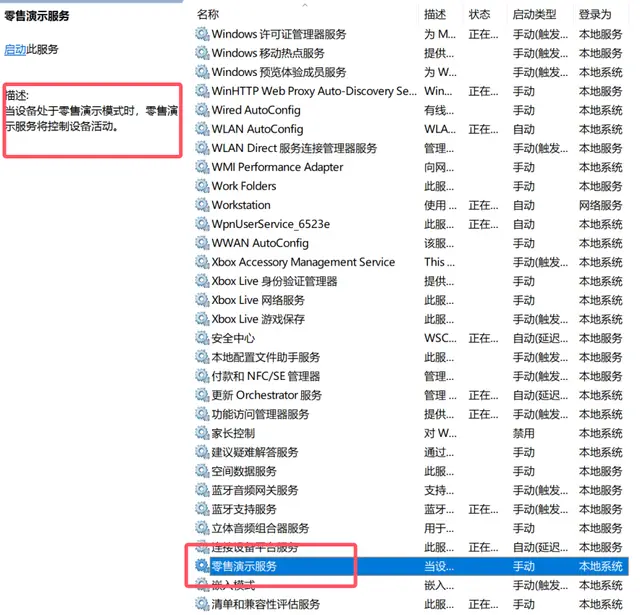 零售演示服务
启动此服务
描述:
当设备处于零售演示模式时，零售演
示服务将控制设备活动。
名称 描述 状态 启动类型 登录为
Windows 许可证管理器服务 为 M... 正在... 手动(触发... 本地服务
Windows 移动热点服务 提供... 手动(触发... 本地服务
Windows 预览体验成员服务 为 W... 手动(触发... 本地系统
WinHTTP Web Proxy Auto-Discovery Se... Win... 正在... 手动 本地服务
Wired AutoConfig 有线... 手动 本地系统
WLAN AutoConfig WLA... 正在... 自动 本地系统
WLAN Direct 服务连接管理器服务 管理... 手动(触发... 本地服务
WMI Performance Adapter 向网... 手动 本地系统
Work Folders 此服... 手动 本地服务
Workstation 使用 ... 正在... 自动 网络服务
WpnUserService_6523e 此服... 正在... 自动 本地系统
WWAN AutoConfig 该服... 手动 本地系统
Xbox Accessory Management Service This ... 手动(触发... 本地系统
Xbox Live 身份验证管理器 提供... 手动 本地系统
Xbox Live 网络服务 此服... 手动 本地系统
Xbox Live 游戏保存 此服... 手动(触发... 本地系统
安全中心 WSC... 正在... 自动(延迟... 本地服务
本地配置文件助手服务 此服... 手动(触发... 本地服务
付款和 NFC/SE 管理器 管理... 手动(触发... 本地服务
更新 Orchestrator 服务 管理 ... 正在... 自动(延迟... 本地系统
功能访问管理器服务 提供... 正在... 手动(触发... 本地系统
家长控制 对 W... 禁用 本地系统
建议疑难解答服务 通过... 手动 本地系统
空间数据服务 此服... 手动 本地服务
蓝牙音频网关服务 支持... 手动(触发... 本地服务
蓝牙支持服务 蓝牙... 正在... 手动(触发... 本地服务
立体音频组合器服务 用于... 手动 本地服务
连接设备平台服务 此服... 正在... 自动(延迟... 本地服务
零售演示服务 当设... 手动 本地系统
嵌入模式 嵌入... 手动(触发... 本地系统
清单和兼容性评估服务 此服... 正在... 手动 本地系统